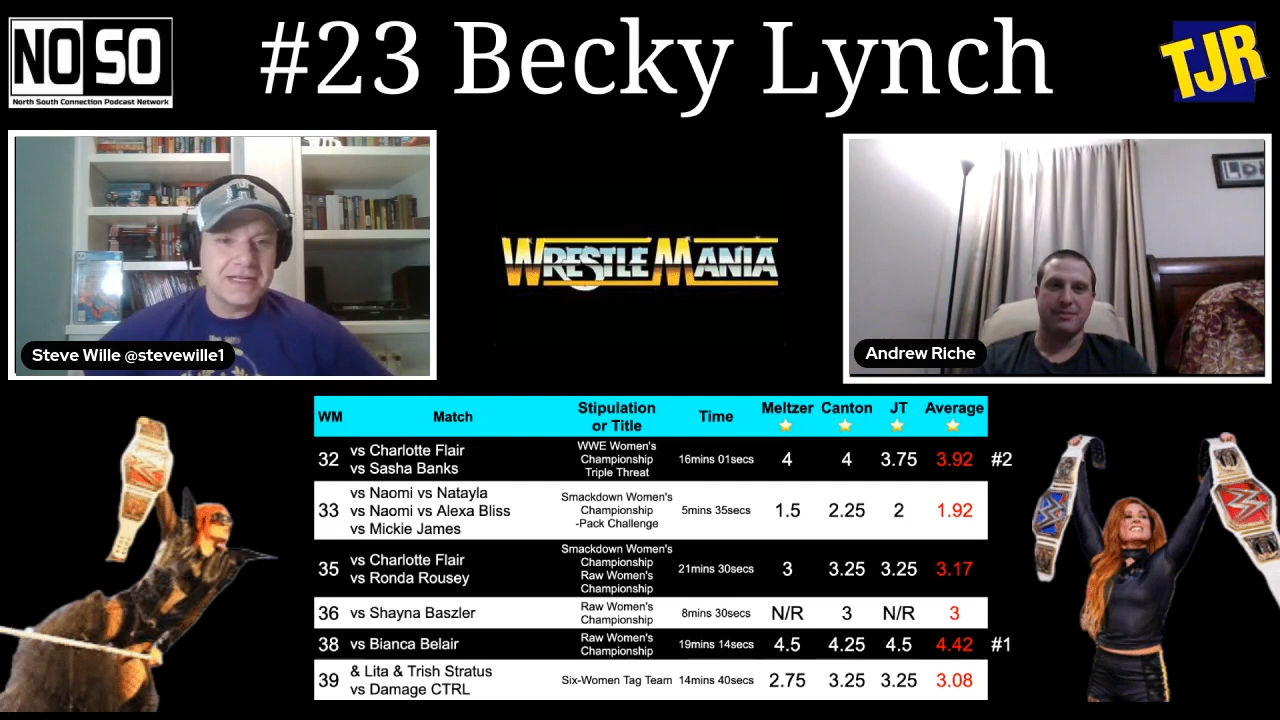 NO SO
North South Connection Podcast Network
#23 Becky Lynch
TJR
WRESTLEMANIA
Steve Wille @stevewille1
Andrew Riche
WM Match Stipulation or Title Time Meltzer Canton JT Average
32 vs Charlotte Flair vs Sasha Banks WWE Women's Championship Triple Threat 16mins 01secs 4 4 3.75 3.92 #2
33 vs Naomi vs Natayla vs Naomi vs Alexa Bliss vs Mickie James Smackdown Women's Championship -Pack Challenge 5mins 35secs 1.5 2.25 2 1.92
35 vs Charlotte Flair vs Ronda Rousey Smackdown Women's Championship Raw Women's Championship 21mins 30secs 3 3.25 3.25 3.17
36 vs Shayna Baszler Raw Women's Championship 8mins 30secs N/R 3 N/R 3
38 vs Bianca Belair Raw Women's Championship 19mins 14secs 4.5 4.25 4.5 4.42 #1
39 & Lita & Trish Stratus vs Damage CTRL Six-Women Tag Team 14mins 40secs 2.75 3.25 3.25 3.08